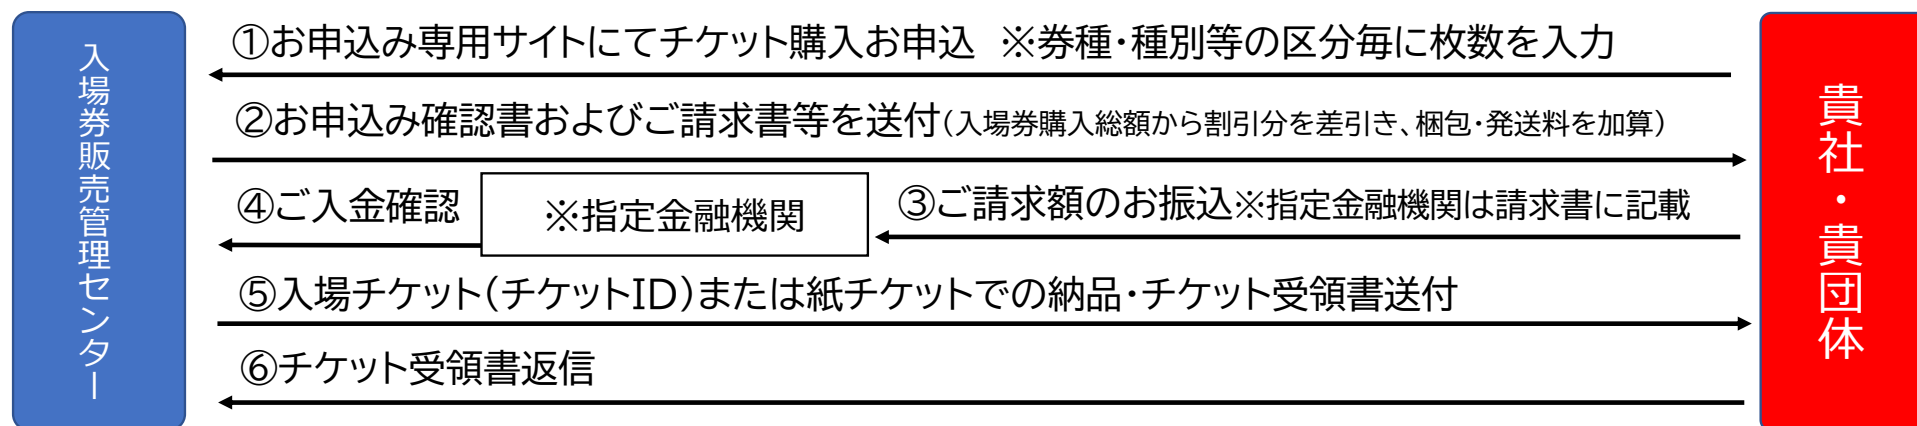 入場券販売管理センター
①お申込み専用サイトにてチケット購入お申込　※券種・種別等の区分毎に枚数を入力
②お申込み確認書およびご請求書等を送付(入場券購入総額から割引分を差引き、梱包・発送料を加算)
④ご入金確認
※指定金融機関
③ご請求額のお振込※指定金融機関は請求書に記載
⑤入場チケット(チケットID)または紙チケットでの納品・チケット受領書送付
⑥チケット受領書返信
貴社・貴団体